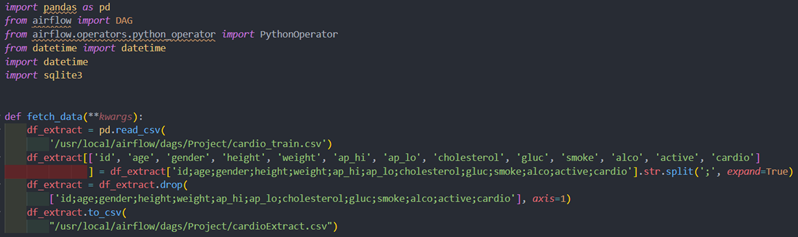 import pandas as pd
from airflow import DAG
from airflow.operators.python_operator import PythonOperator
from datetime import datetime
import datetime
import sqlite3
def fetch_data(**kwargs):
df_extract = pd.read_csv(
'/usr/local/airflow/dags/Project/cardio_train.csv')
df_extract[['id', 'age', 'gender', 'height', 'weight', 'ap_hi', 'ap_lo', 'cholesterol', 'gluc', 'smoke', 'alco', 'active', 'cardio']
] = df_extract['id;age;gender;height;weight;ap_hi;ap_lo;cholesterol;gluc;smoke;alco;active;cardio'].str.split(';', expand=True)
df_extract = df_extract.drop(
['id;age;gender;height;weight;ap_hi;ap_lo;cholesterol;gluc;smoke;alco;active;cardio'], axis=1)
df_extract.to_csv(
"/usr/local/airflow/dags/Project/cardioExtract.csv")